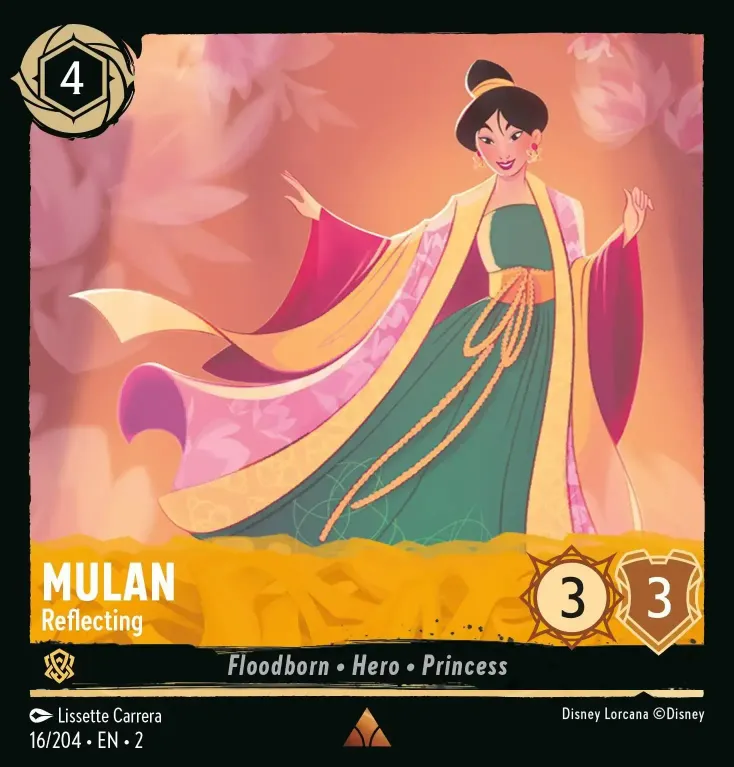 4
MULAN
Reflecting
3
3
Floodborn • Hero • Princess
Lissette Carrera
Disney Lorcana ©Disney
16/204 • EN • 2